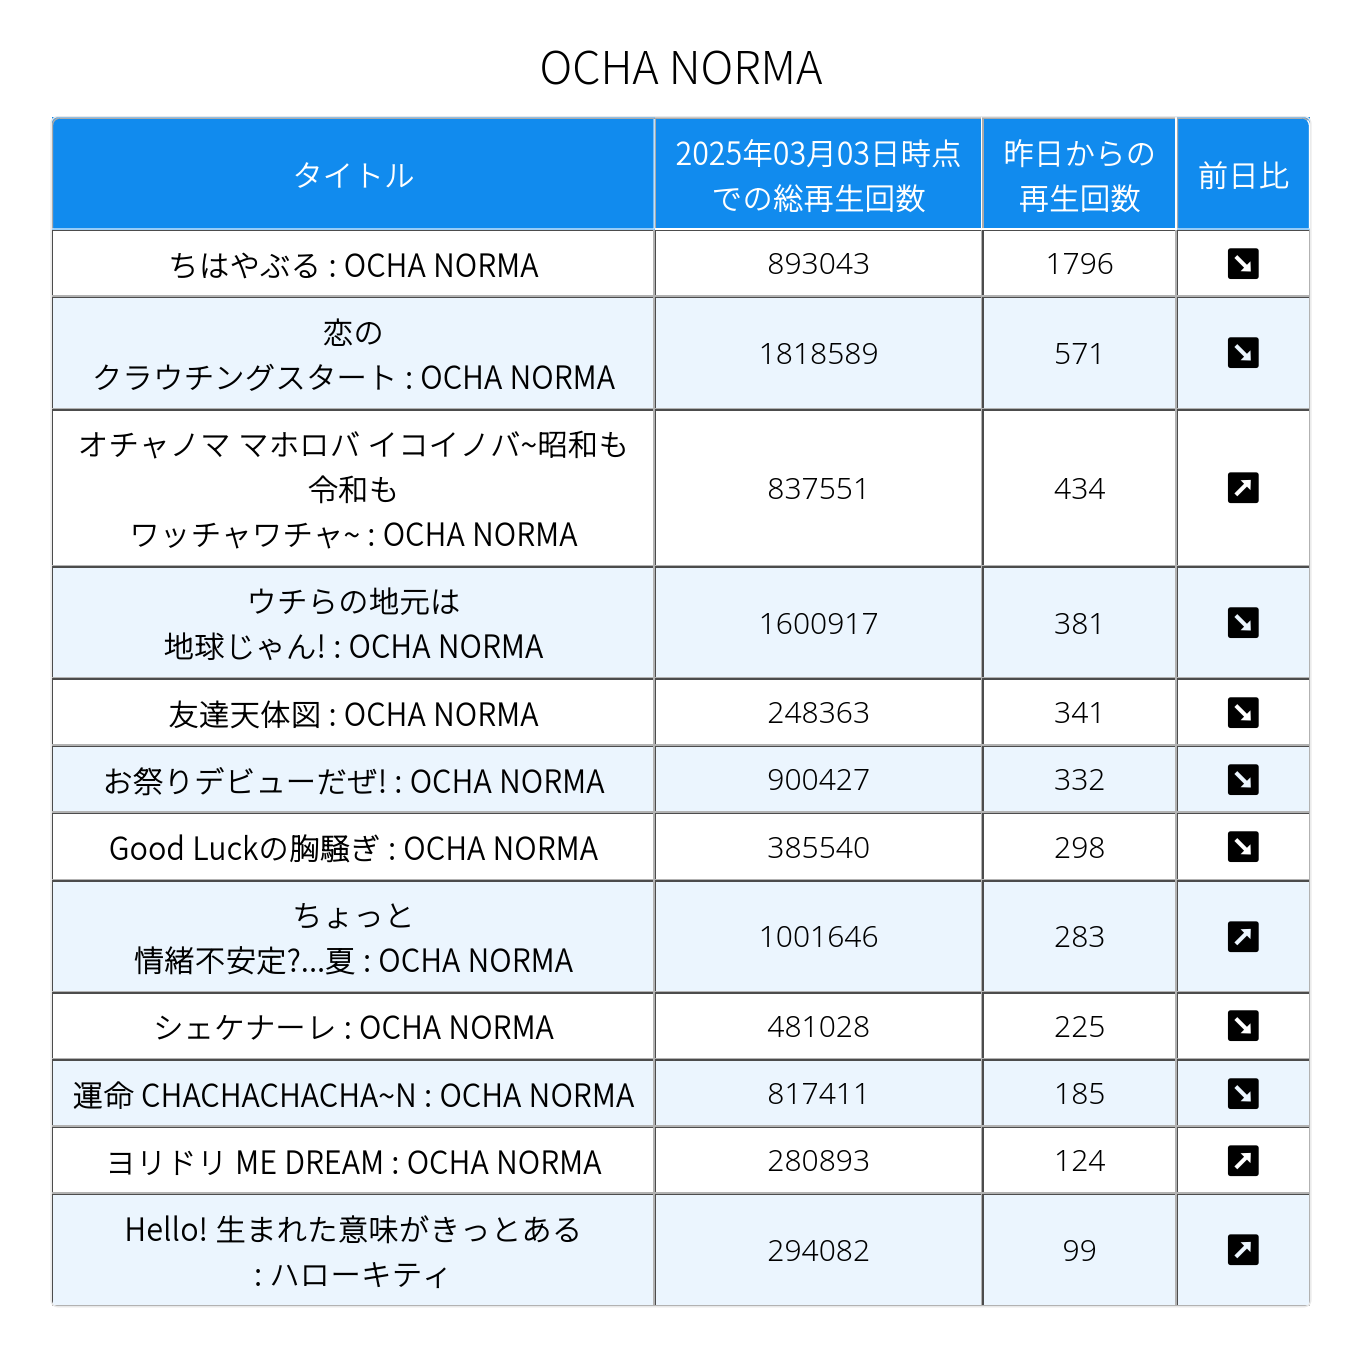 OCHA NORMA
タイトル
2025年03月03日時点
での総再生回数
昨日からの
再生回数
前日比
ちはやぶる : OCHA NORMA
893043
1796
恋の
クラウチングスタート : OCHA NORMA
1818589
571
オチャノマ マホロバ イコイノバ~昭和も
令和も
ワッチャワチャ~ : OCHA NORMA
837551
434
ウチらの地元は
地球じゃん! : OCHA NORMA
1600917
381
友達天体図 : OCHA NORMA
248363
341
お祭りデビューだぜ! : OCHA NORMA
900427
332
Good Luckの胸騒ぎ : OCHA NORMA
385540
298
ちょっと
情緒不安定?...夏 : OCHA NORMA
1001646
283
シェケナーレ : OCHA NORMA
481028
225
運命 CHACHACHACHA~N : OCHA NORMA
817411
185
ヨリドリ ME DREAM : OCHA NORMA
280893
124
Hello! 生まれた意味がきっとある
: ハローキティ
294082
99